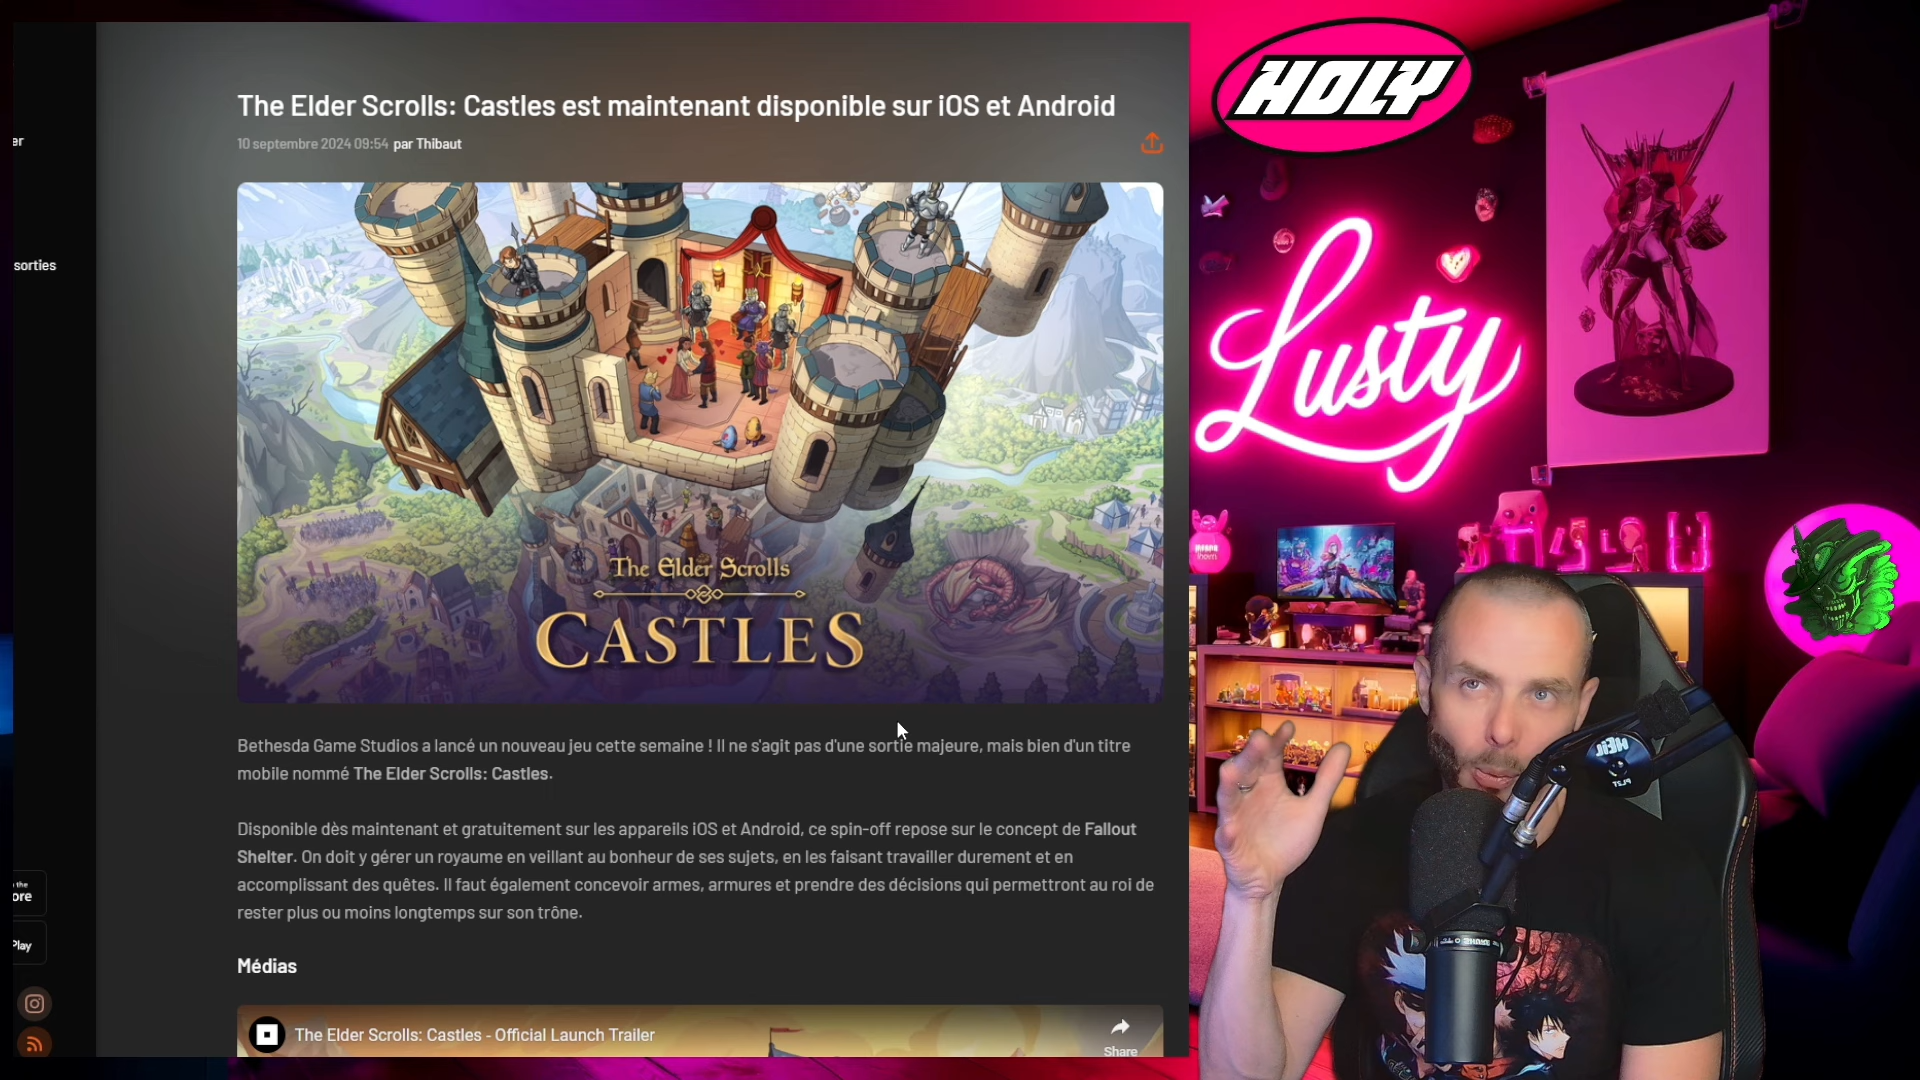 The Elder Scrolls: Castles est maintenant disponible sur iOS et Android
10 septembre 2024 09:54 par Thibaut
er
sorties
The Elder Scrolls
CASTLES
Bethesda Game Studios a lancé un nouveau jeu cette semaine ! Il ne s'agit pas d'une sortie majeure, mais bien d'un titre
mobile nommé The Elder Scrolls: Castles.
Disponible dès maintenant et gratuitement sur les appareils iOS et Android, ce spin-off repose sur le concept de Fallout
Shelter. On doit y gérer un royaume en veillant au bonheur de ses sujets, en les faisant travailler durement et en
accomplissant des quêtes. Il faut également concevoir armes, armures et prendre des décisions qui permettront au roi de
rester plus ou moins longtemps sur son trône.
n the
ore
Play
Médias
The Elder Scrolls: Castles - Official Launch Trailer
Share
HOLY
Lusty
HEIL